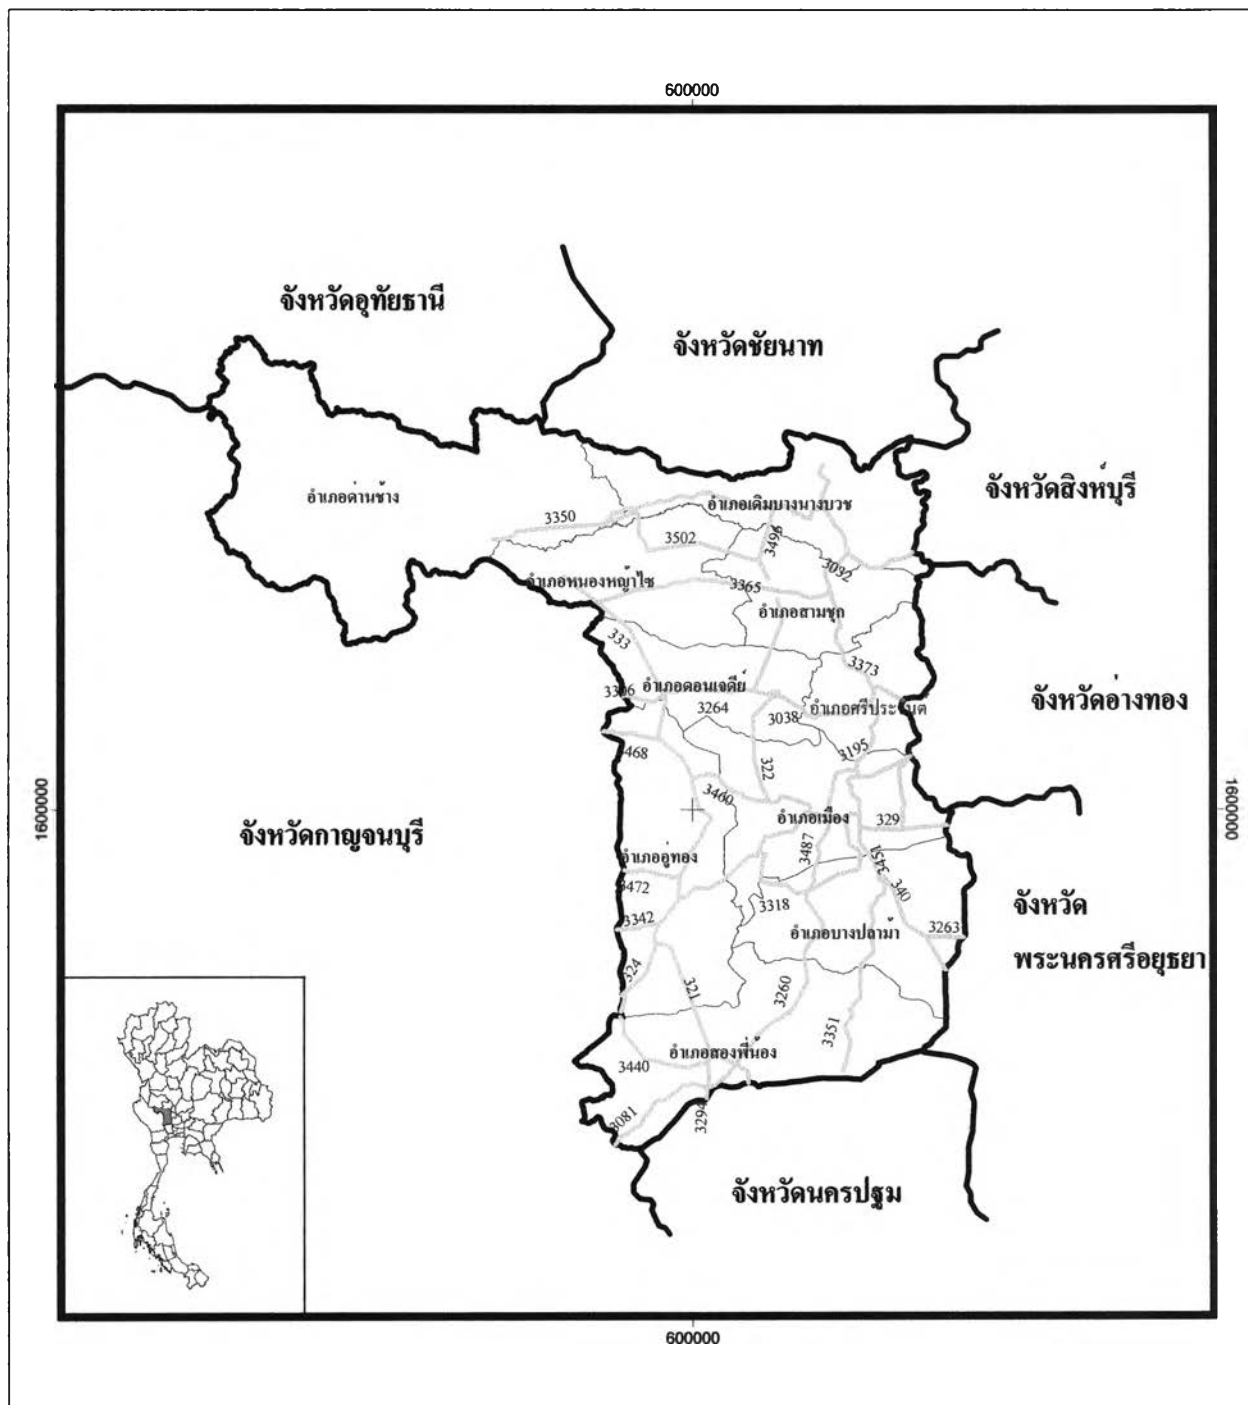 600000
จังหวัดอุทัยธานี
จังหวัดชัยนาท
จังหวัดสิงห์บุรี
อำเภอด่านช้าง
อำเภอเดิมบางนางบวช
3350
3502
3496
3032
อำเภอหนองหญ้าไซ
3365
อำเภอสามชุก
333
3373
3306
อำเภอดอนเจดีย์
จังหวัดอ่างทอง
3264
3038
อำเภอศรีประจันต์
3468
322
3195
3460
1600000
1600000
จังหวัดกาญจนบุรี
อำเภอเมือง
329
3487
3451
อำเภออู่ทอง
3472
340
3318
จังหวัด
3342
อำเภอบางปลาม้า
3263
พระนครศรีอยุธยา
324
321
3260
3351
อำเภอสองพี่น้อง
3440
3081
3294
จังหวัดนครปฐม
600000